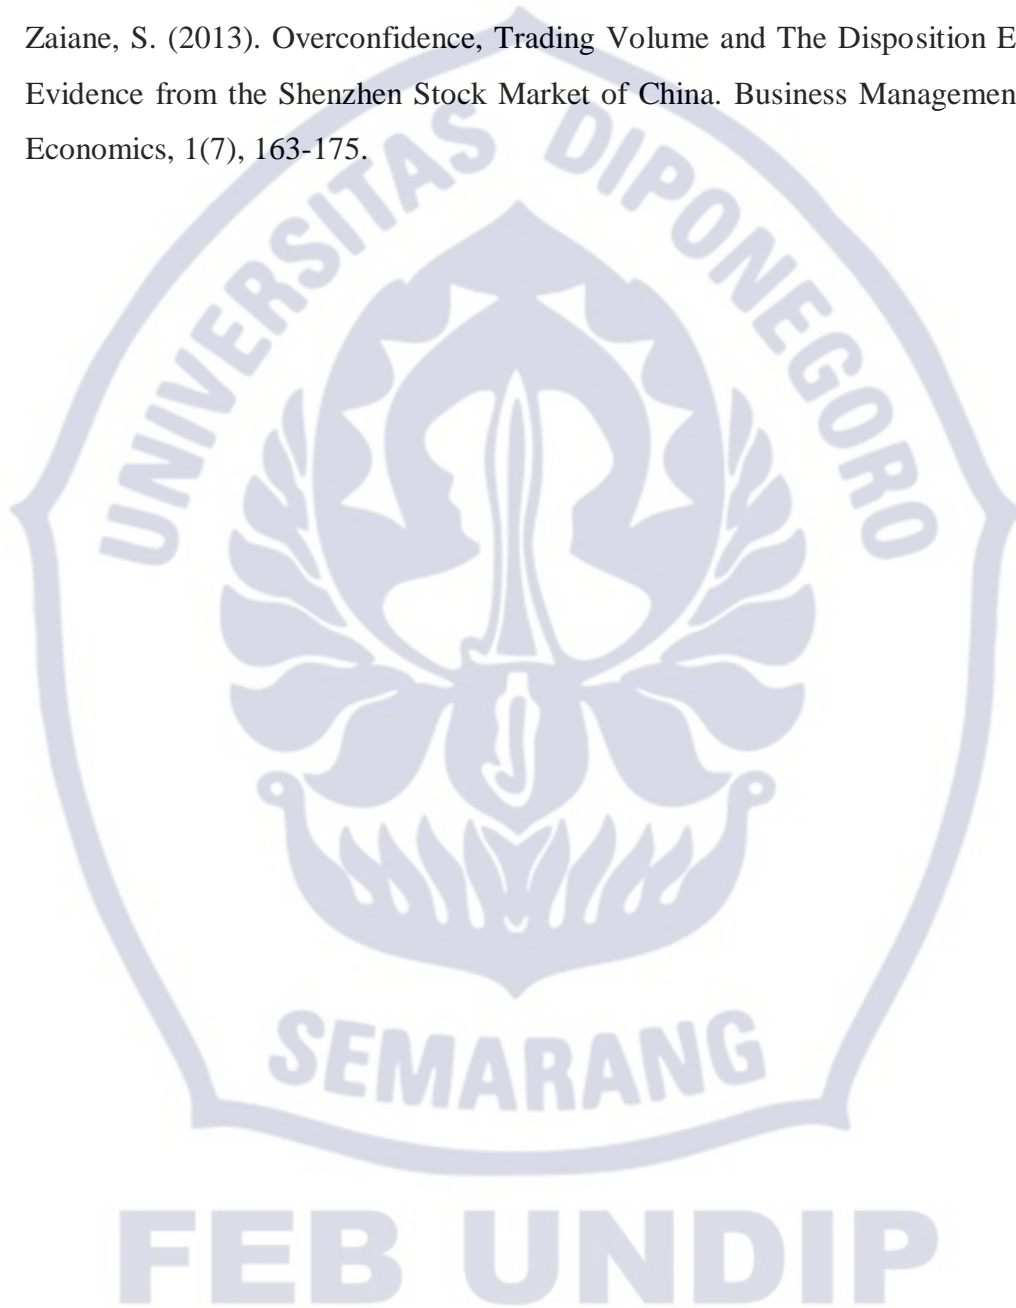 Zaiane, S. (2013). Overconfidence, Trading Volume and The Disposition E
Evidence from the Shenzhen Stock Market of China. Business Managemen
Economics, 1(7), 163-175.
UNIVERSITAS DIPONEGORO
SEMARANG
FEB UNDIP